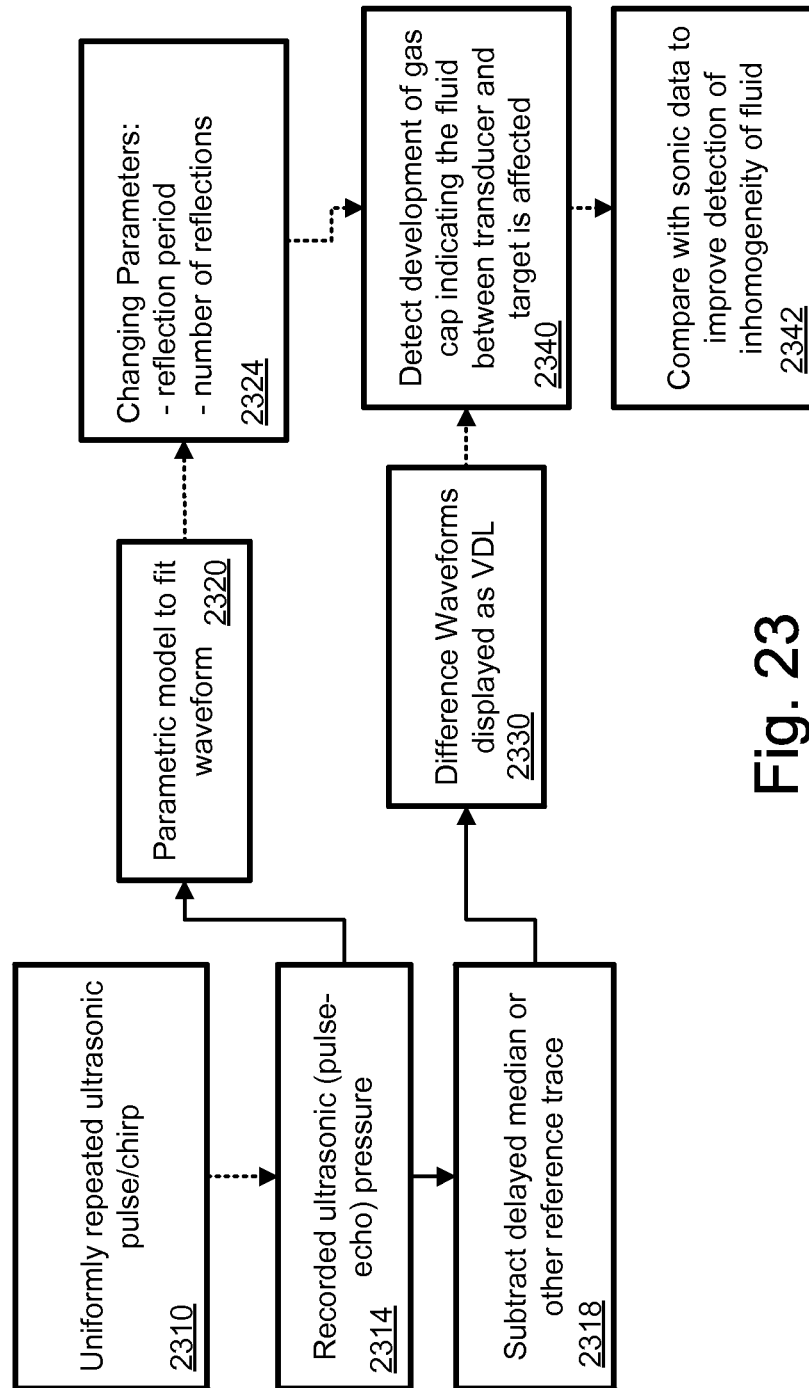 Uniformly repeated ultrasonic
pulse/chirp
2310
Recorded ultrasonic (pulse-
echo) pressure
2314
Subtract delayed median or
other reference trace
2318
Parametric model to fit
waveform 2320
Difference Waveforms
displayed as VDL
2330
Changing Parameters:
- reflection period
- number of reflections
2324
Detect development of gas
cap indicating the fluid
between transducer and
target is affected
2340
Compare with sonic data to
improve detection of
inhomogeneity of fluid
2342
Fig. 23